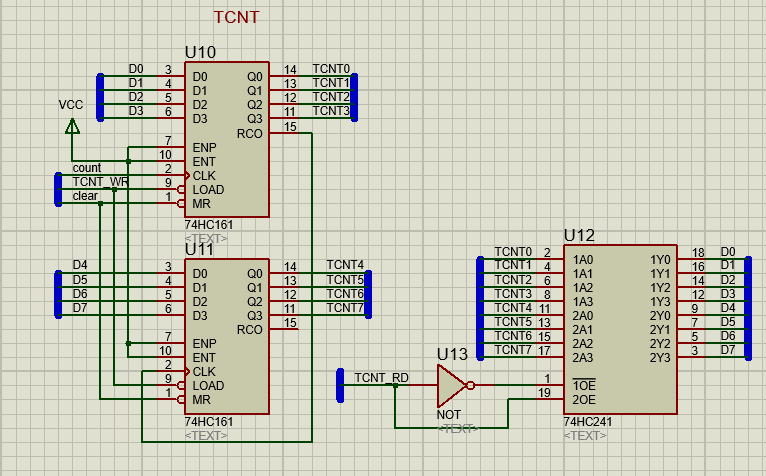 TCNT
U10
D0 3 D0 Q0 14 TCNT0
D1 4 D1 Q1 13 TCNT1
D2 5 D2 Q2 12 TCNT2
D3 6 D3 Q3 11 TCNT3
RCO 15
VCC
7 ENP
10 ENT
count 2 CLK
TCNT_WR 9 LOAD
clear 1 MR
74HC161
<TEXT>
U11
D4 3 D0 Q0 14 TCNT4
D5 4 D1 Q1 13 TCNT5
D6 5 D2 Q2 12 TCNT6
D7 6 D3 Q3 11 TCNT7
RCO 15
7 ENP
10 ENT
2 CLK
9 LOAD
1 MR
74HC161
<TEXT>
U12
TCNT0 2 1A0 1Y0 18 D0
TCNT1 4 1A1 1Y1 16 D1
TCNT2 6 1A2 1Y2 14 D2
TCNT3 8 1A3 1Y3 12 D3
TCNT4 11 2A0 2Y0 9 D4
TCNT5 13 2A1 2Y1 7 D5
TCNT6 15 2A2 2Y2 5 D6
TCNT7 17 2A3 2Y3 3 D7
1 1OE
19 2OE
74HC241
<TEXT>
U13
TCNT_RD
NOT
<TEXT>